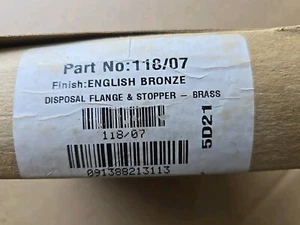 Part No:118/07
Finish:ENGLISH BRONZE
DISPOSAL FLANGE & STOPPER - BRASS
118/07
091388213113
5D21